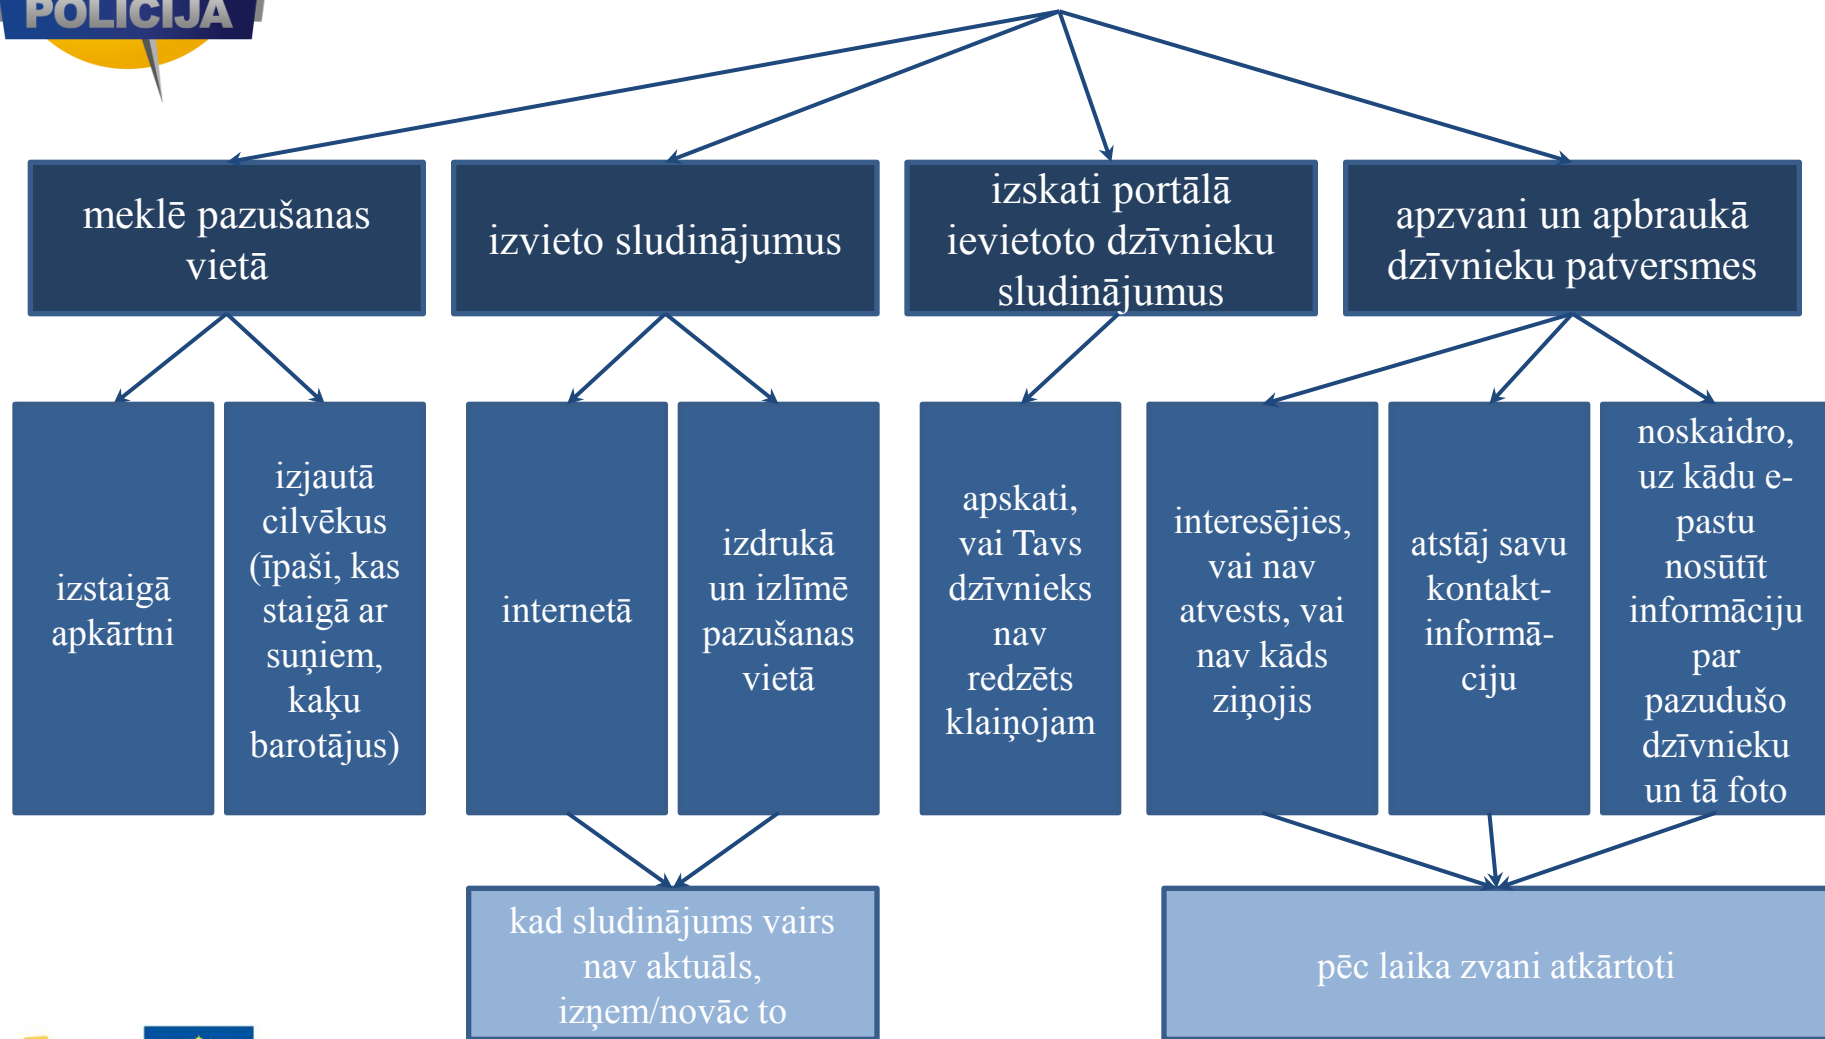 POLICIJA
meklē pazušanas
vietā
izvieto sludinājumus
izskati portālā
ievietoto dzīvnieku
sludinājumus
apzvani un apbraukā
dzīvnieku patversmes
izstaigā
apkārtni
izjautā
cilvēkus
(īpaši, kas
staigā ar
suņiem,
kaķu
barotājus)
internetā
izdrukā
un izlīmē
pazušanas
vietā
apskati,
vai Tavs
dzīvnieks
nav
redzēts
klaiņojam
interesējies,
vai nav
atvests, vai
nav kāds
ziņojis
atstāj savu
kontakt-
informā-
ciju
noskaidro,
uz kādu e-
pastu
nosūtīt
informāciju
par
pazudušo
dzīvnieku
un tā foto
kad sludinājums vairs
nav aktuāls,
izņem/novāc to
pēc laika zvani atkārtoti